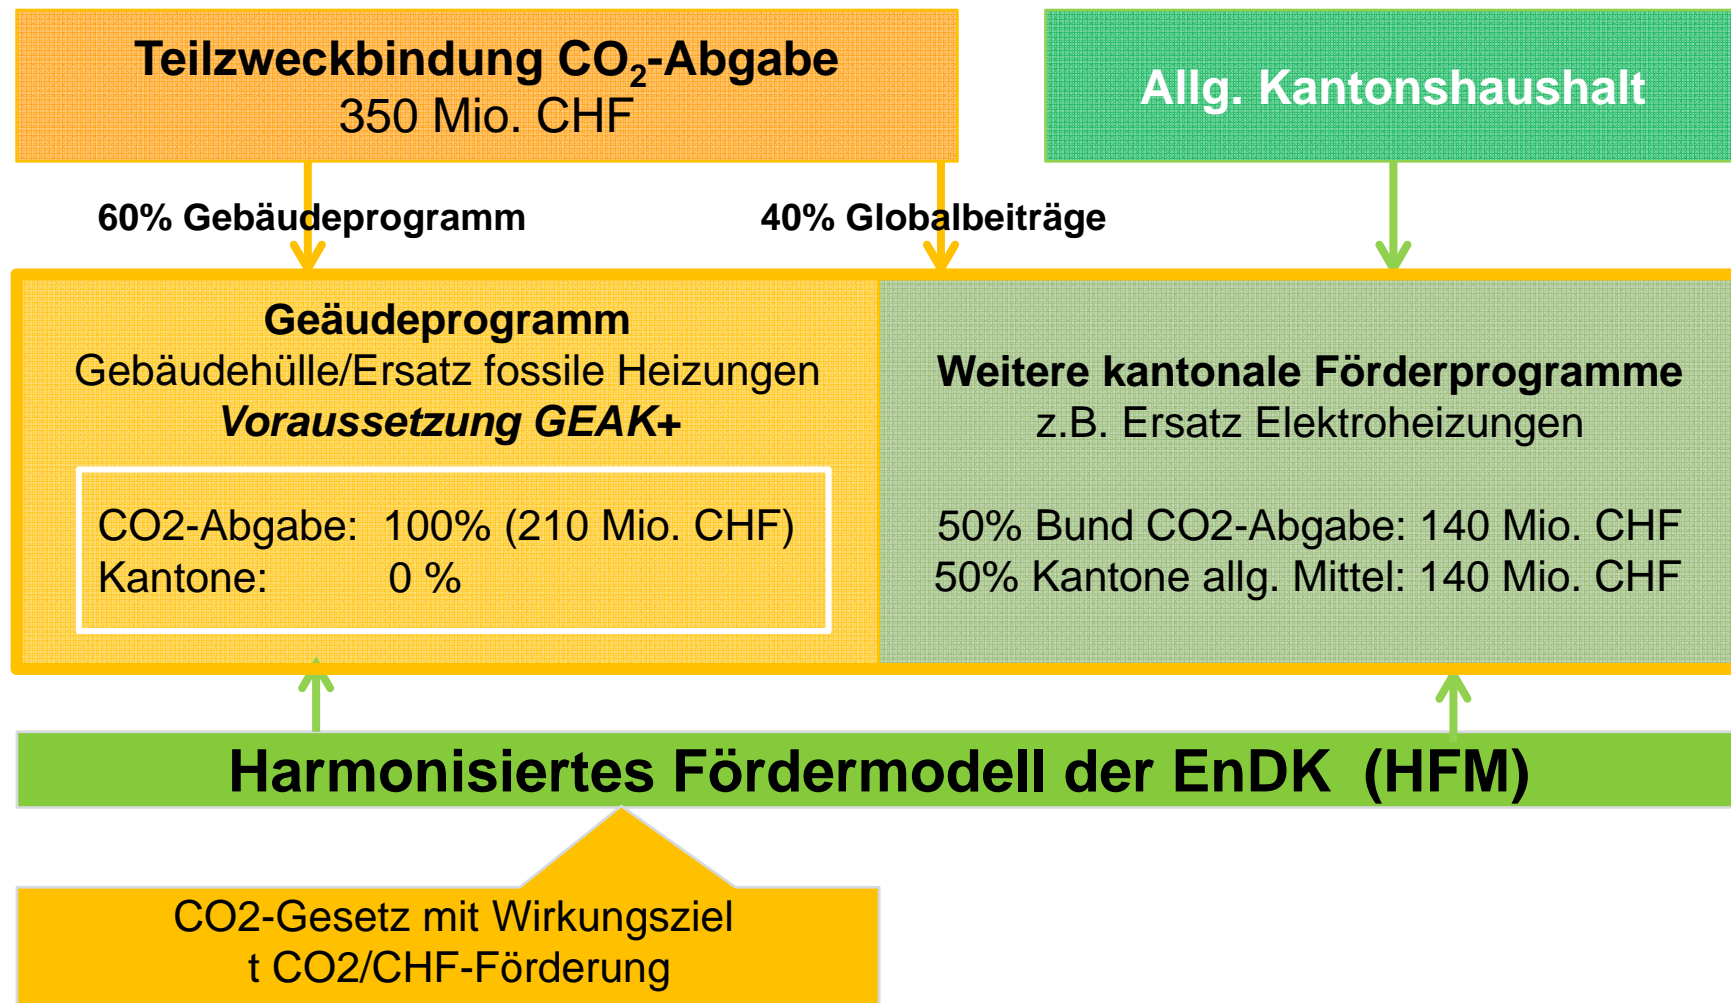 Teilzweckbindung CO₂-Abgabe
350 Mio. CHF
Allg. Kantonshaushalt
60% Gebäudeprogramm
40% Globalbeiträge
Geäudeprogramm
Gebäudehülle/Ersatz fossile Heizungen
Voraussetzung GEAK+
CO2-Abgabe: 100% (210 Mio. CHF)
Kantone: 0 %
Weitere kantonale Förderprogramme
z.B. Ersatz Elektroheizungen
50% Bund CO2-Abgabe: 140 Mio. CHF
50% Kantone allg. Mittel: 140 Mio. CHF
Harmonisiertes Fördermodell der EnDK (HFM)
CO2-Gesetz mit Wirkungsziel
t CO2/CHF-Förderung